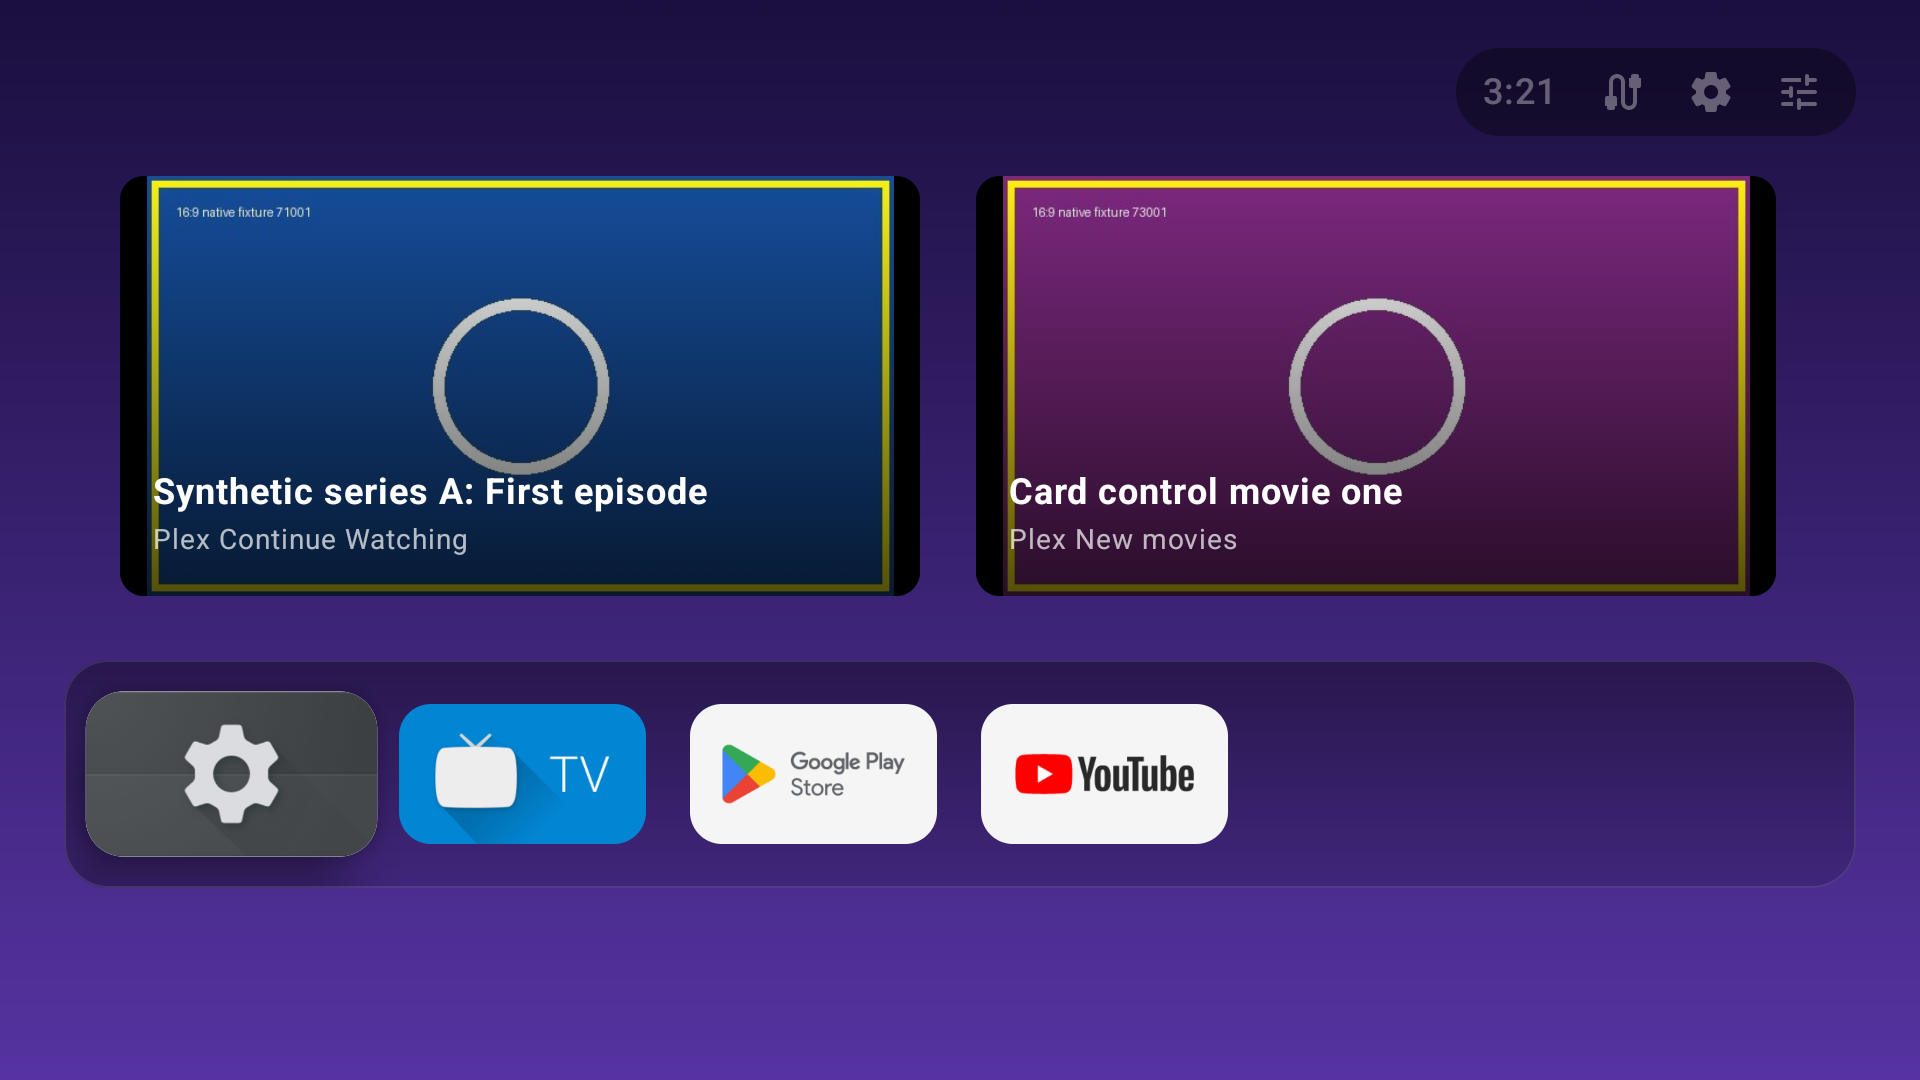 3:21
16:9 native fixture 71001
Synthetic series A: First episode
Plex Continue Watching
16:9 native fixture 73001
Card control movie one
Plex New movies
TV
Google Play
Store
YouTube